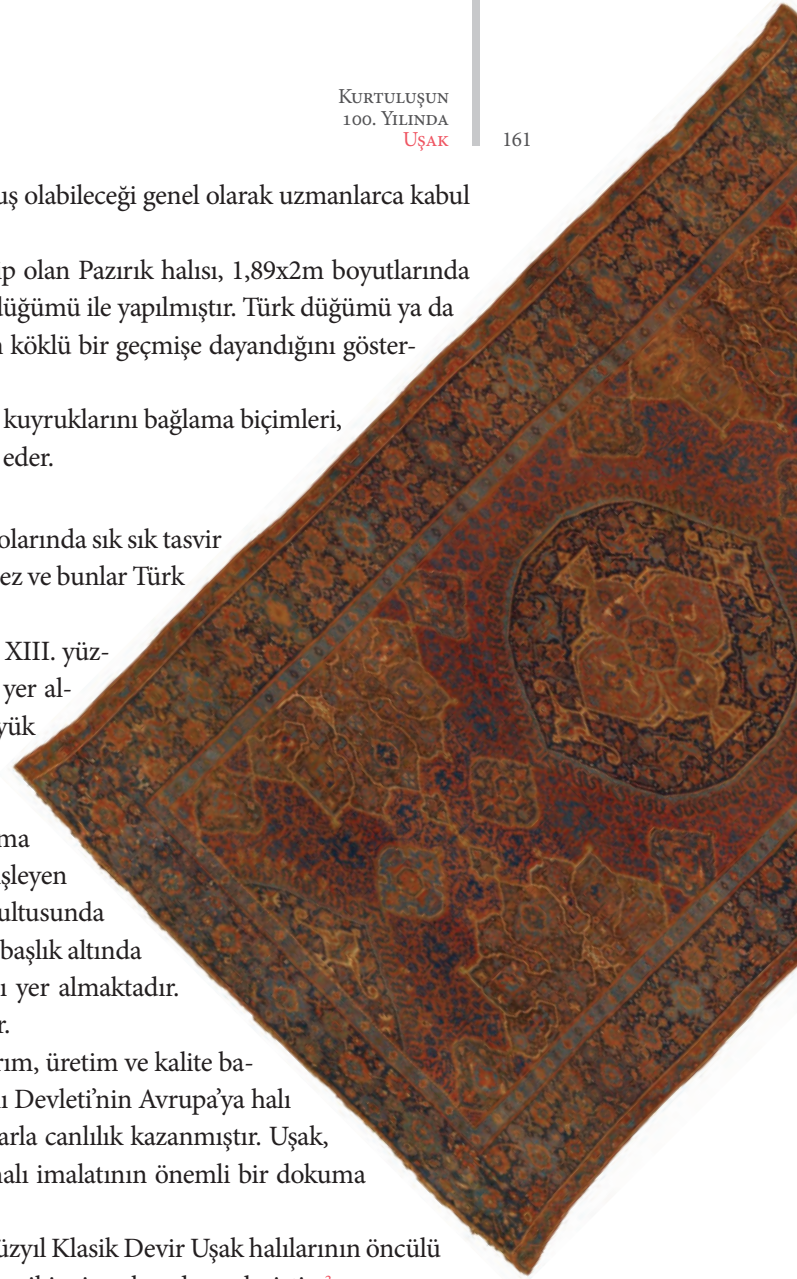 Kurtuluşun
100. Yılında
Uşak
161
uş olabileceği genel olarak uzmanlarca kabul
ip olan Pazırık halısı, 1,89x2m boyutlarında
düğümü ile yapılmıştır. Türk düğümü ya da
köklü bir geçmişe dayandığını göster-
kuyruklarını bağlama biçimleri,
eder.
olarında sık sık tasvir
ez ve bunlar Türk
XIII. yüz-
yer al-
yük
ma
şleyen
ultusunda
başlık altında
ı yer almaktadır.
r.
rım, üretim ve kalite ba-
ı Devleti’nin Avrupa’ya halı
arla canlılık kazanmıştır. Uşak,
halı imalatının önemli bir dokuma
üzyıl Klasik Devir Uşak halılarının öncülü